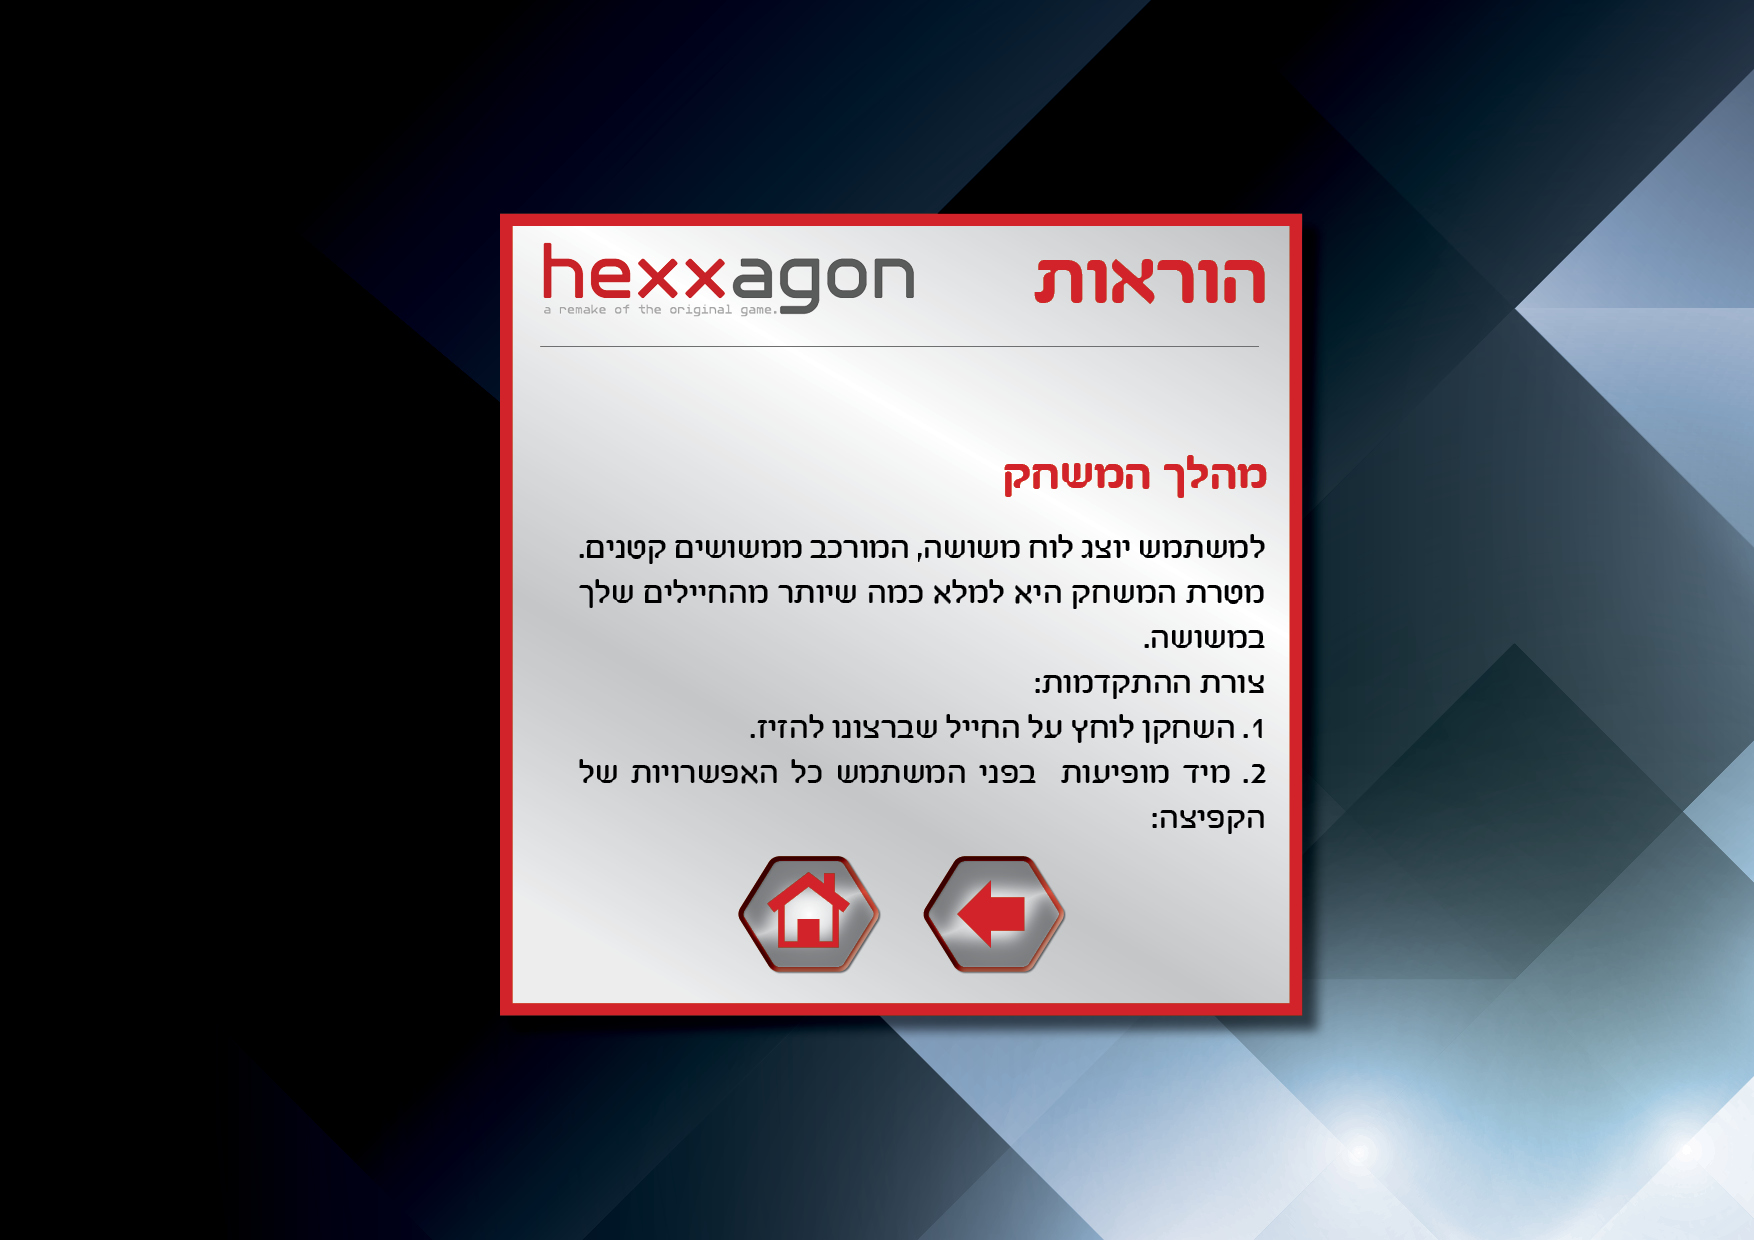 hexxagon
a remake of the original game.
הוראות
מהלך המשחק
למשתמש יוצג לוח משושה, המורכב ממשושים קטנים.
מטרת המשחק היא למלא כמה שיותר מהחיילים שלך
במשושה.
צורת ההתקדמות:
1. השחקן לוחץ על החייל שברצונו להזיז.
2. מיד מופיעות  בפני המשתמש כל האפשרויות של
הקפיצה: